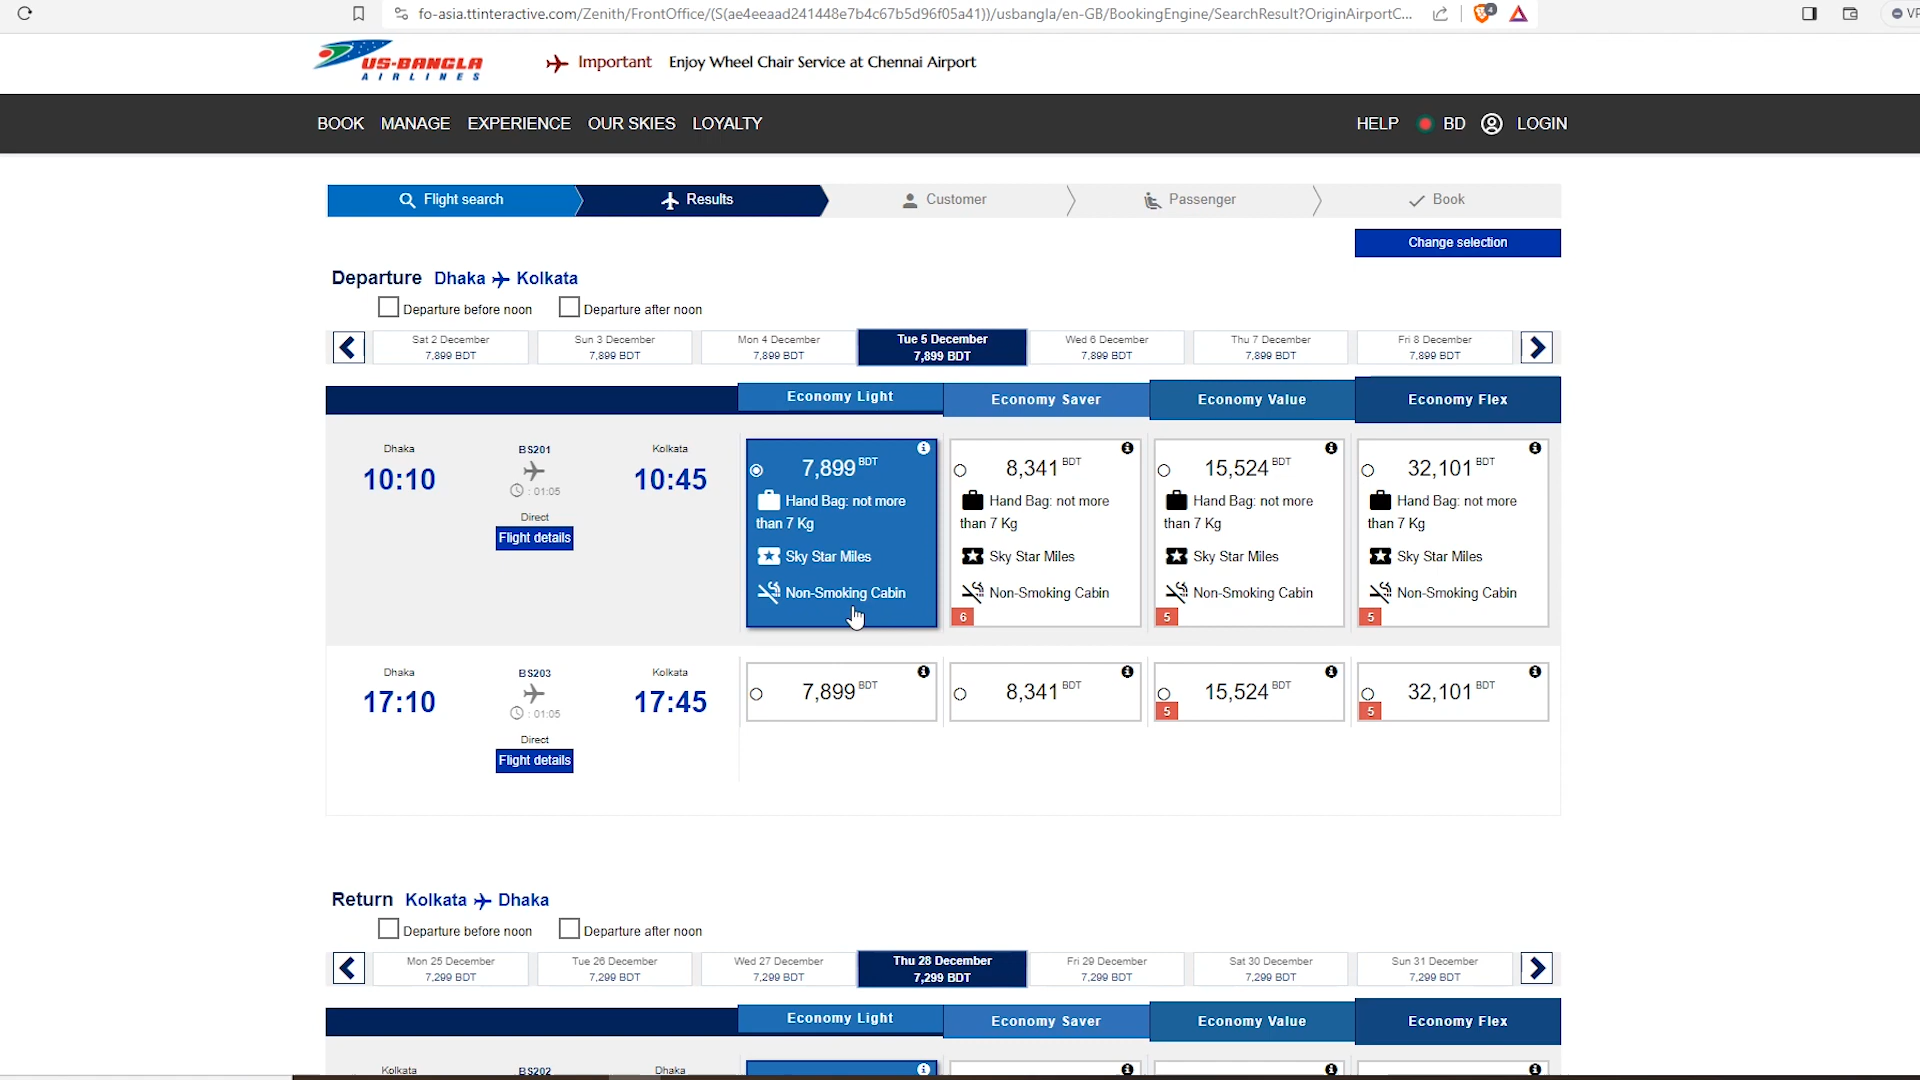 fo-asia.ttinteractive.com/Zenith/FrontOffice/(S(ae4eeaad241448e7b4c67b5d96f05a41))/usbangla/en-GB/BookingEngine/SearchResult?OriginAirportC...
4
VP
US-BANGLA
AIRLINES
Important Enjoy Wheel Chair Service at Chennai Airport
BOOK MANAGE EXPERIENCE OUR SKIES LOYALTY HELP BD LOGIN
Flight search Results Customer Passenger Book
Change selection
Departure Dhaka Kolkata
Departure before noon Departure after noon
Sat 2 December Sun 3 December Mon 4 December Tue 5 December Wed 6 December Thu 7 December Fri 8 December
7,899 BDT 7,899 BDT 7,899 BDT 7,899 BDT 7,899 BDT 7,899 BDT 7,899 BDT
Economy Light Economy Saver Economy Value Economy Flex
Dhaka BS201 Kolkata
10:10 10:45
: 01:05
Direct
Flight details
7,899 BDT 8,341 BDT 15,524 BDT 32,101 BDT
Hand Bag: not more Hand Bag: not more Hand Bag: not more Hand Bag: not more
than 7 Kg than 7 Kg than 7 Kg than 7 Kg
Sky Star Miles Sky Star Miles Sky Star Miles Sky Star Miles
Non-Smoking Cabin Non-Smoking Cabin Non-Smoking Cabin Non-Smoking Cabin
6 5 5
Dhaka BS203 Kolkata
17:10 17:45
: 01:05
Direct
Flight details
7,899 BDT 8,341 BDT 15,524 BDT 32,101 BDT
5 5
Return Kolkata Dhaka
Departure before noon Departure after noon
Mon 25 December Tue 26 December Wed 27 December Thu 28 December Fri 29 December Sat 30 December Sun 31 December
7,299 BDT 7,299 BDT 7,299 BDT 7,299 BDT 7,299 BDT 7,299 BDT 7,299 BDT
Economy Light Economy Saver Economy Value Economy Flex
Kolkata BS202 Dhaka